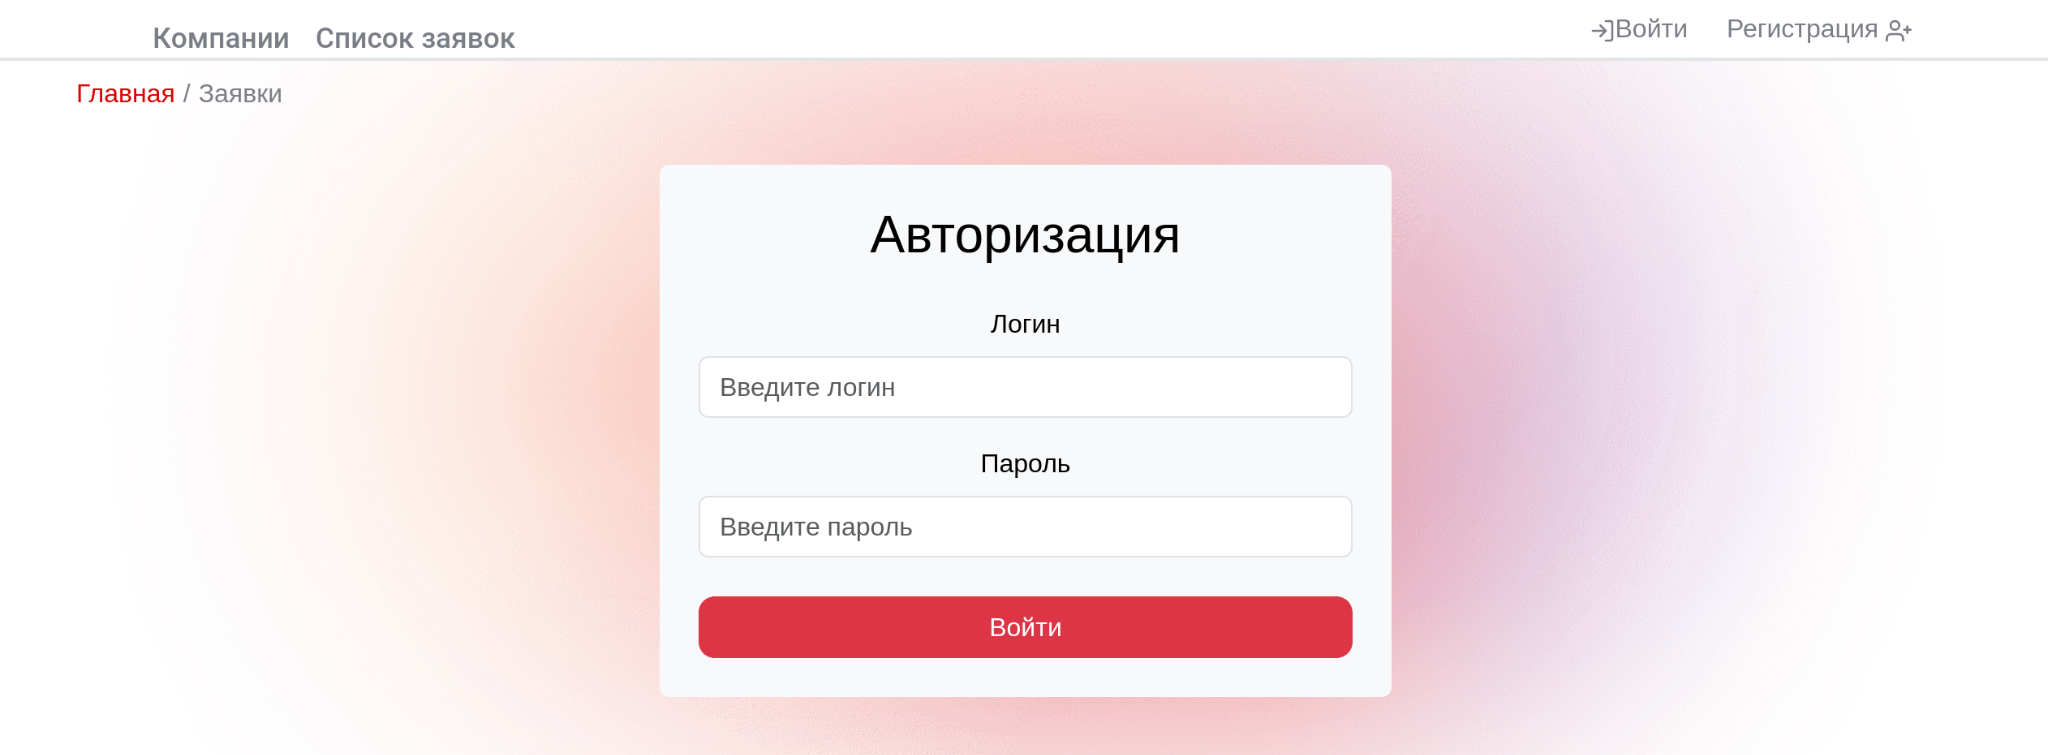 Компании Список заявок Войти Регистрация
Главная / Заявки
Авторизация
Логин
Введите логин
Пароль
Введите пароль
Войти